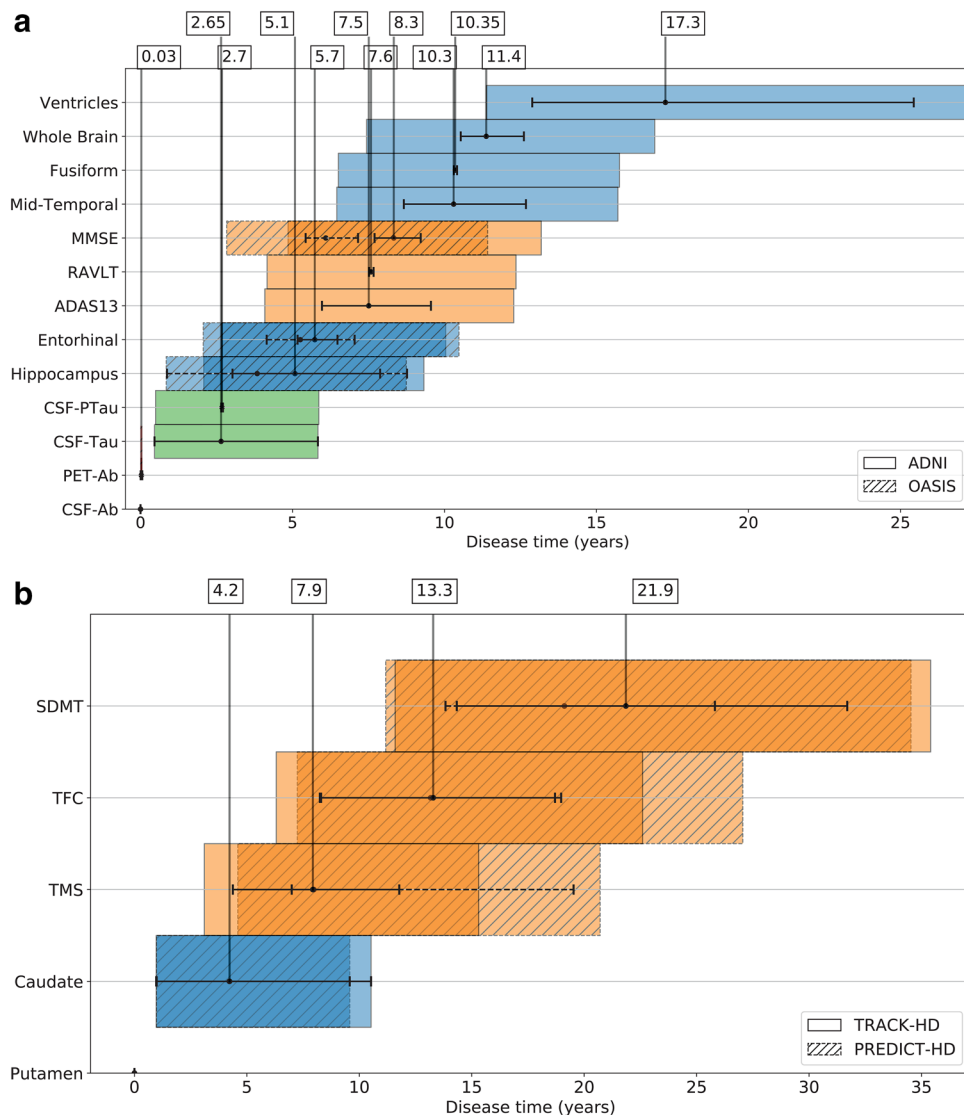 a
2.65 5.1 7.5 8.3 10.35 17.3
0.03 2.7 5.7 7.6 10.3 11.4
Ventricles
Whole Brain
Fusiform
Mid-Temporal
MMSE
RAVLT
ADAS13
Entorhinal
Hippocampus
CSF-PTau
CSF-Tau
PET-Ab
CSF-Ab
ADNI
OASIS
0 5 10 15 20 25
Disease time (years)
b
4.2 7.9 13.3 21.9
SDMT
TFC
TMS
Caudate
Putamen
TRACK-HD
PREDICT-HD
0 5 10 15 20 25 30 35
Disease time (years)